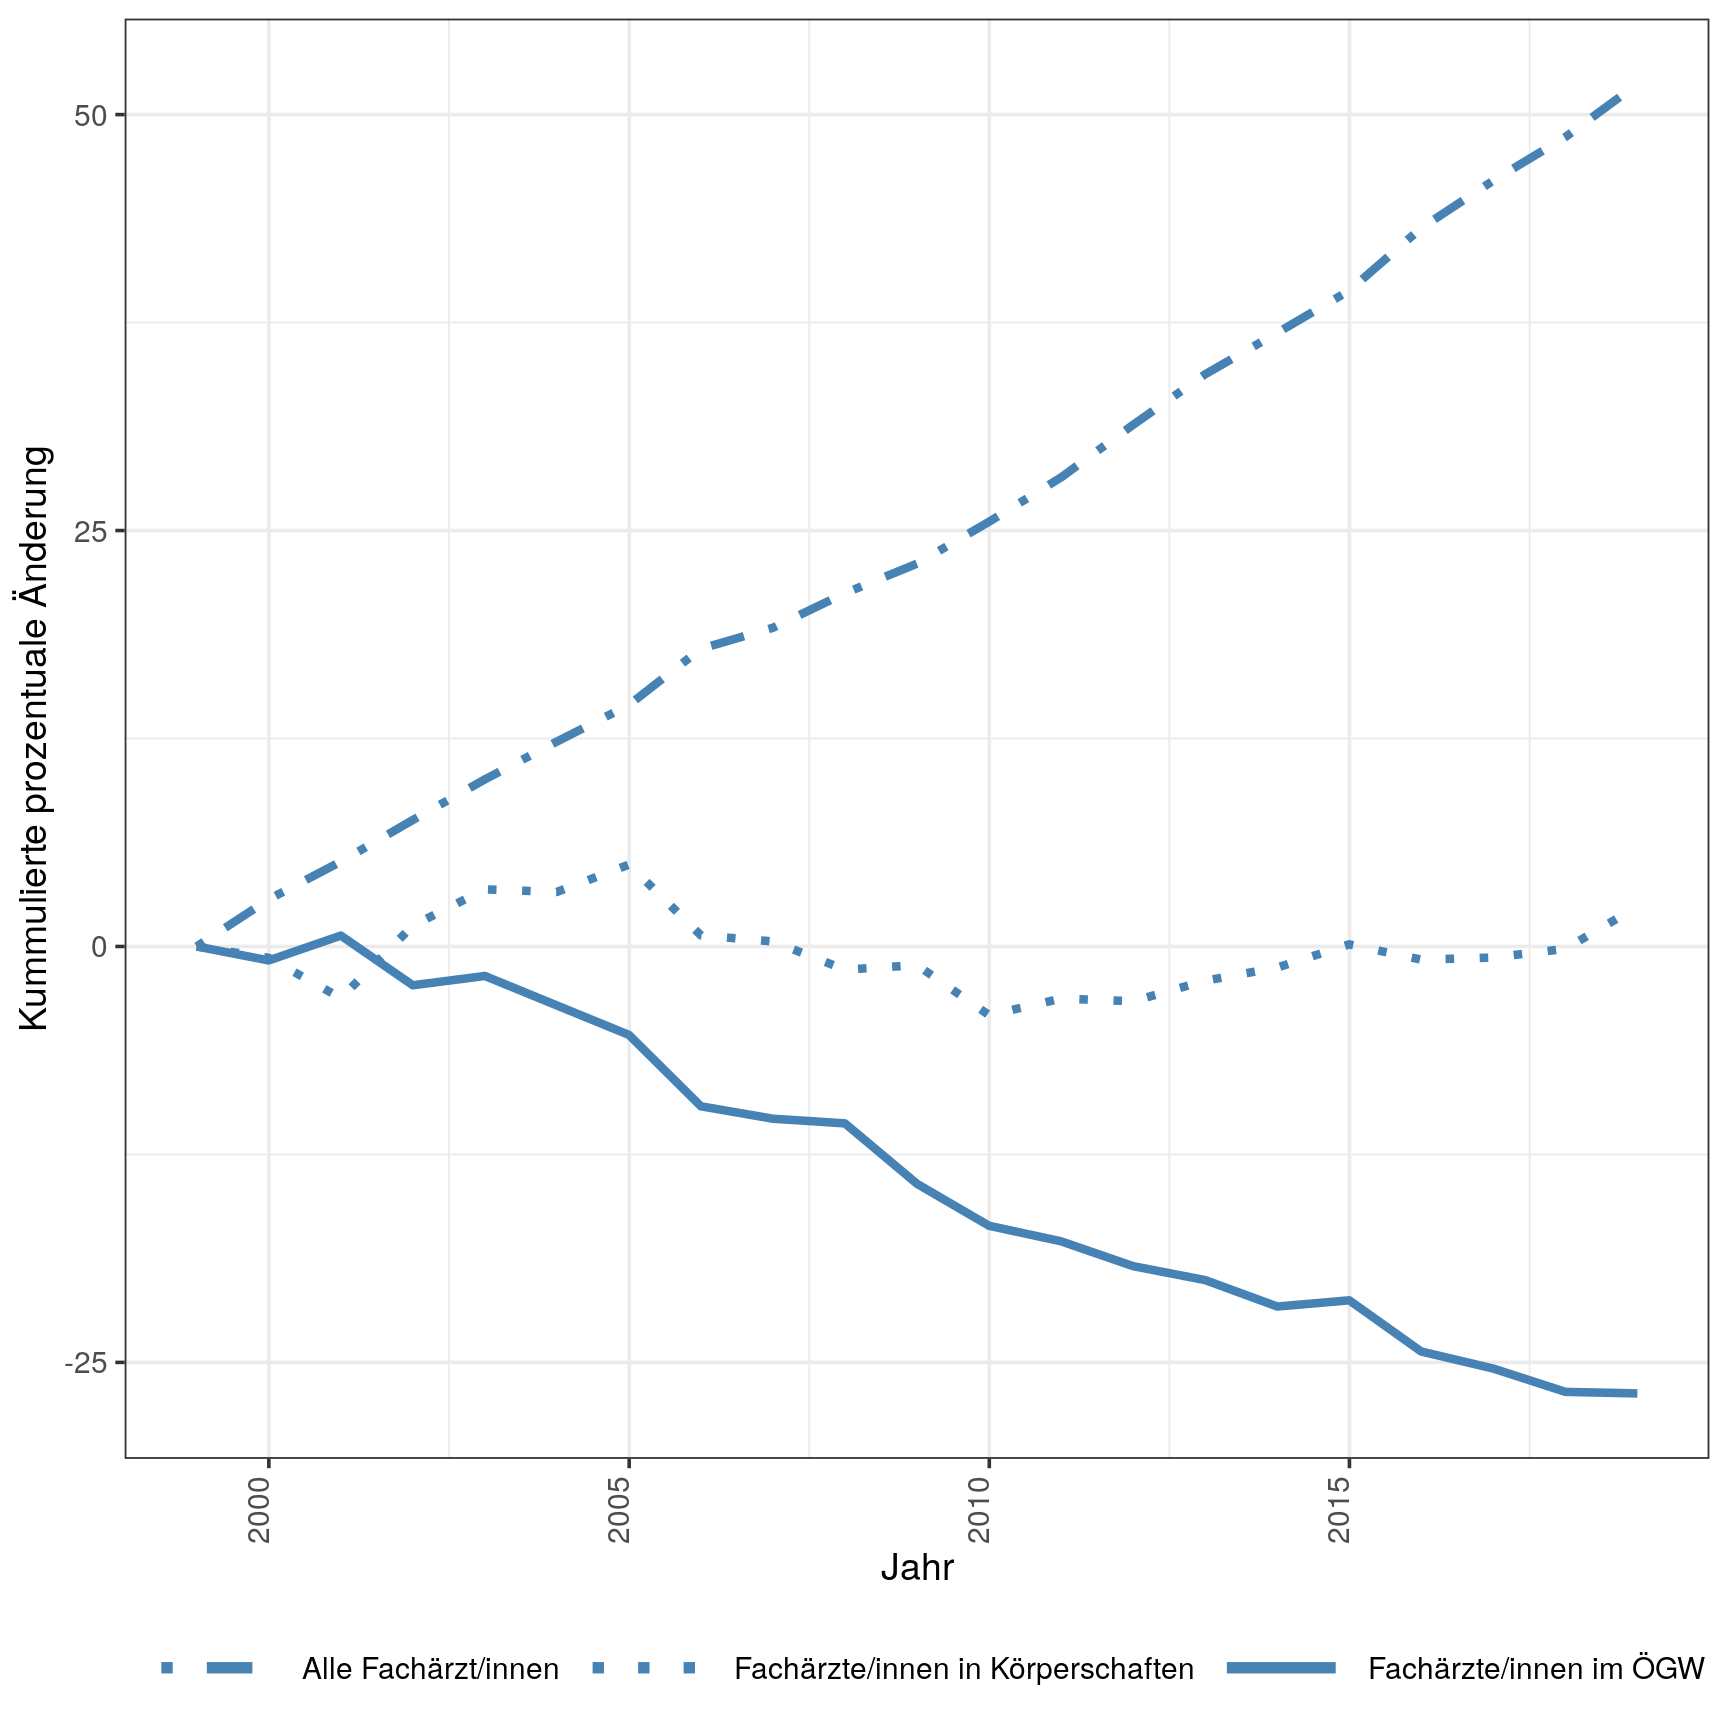 Kummulierte prozentuale Änderung
50
25
0
-25
2000
2005
2010
2015
Jahr
Alle Fachärzt/innen
Fachärzte/innen in Körperschaften
Fachärzte/innen im ÖGW